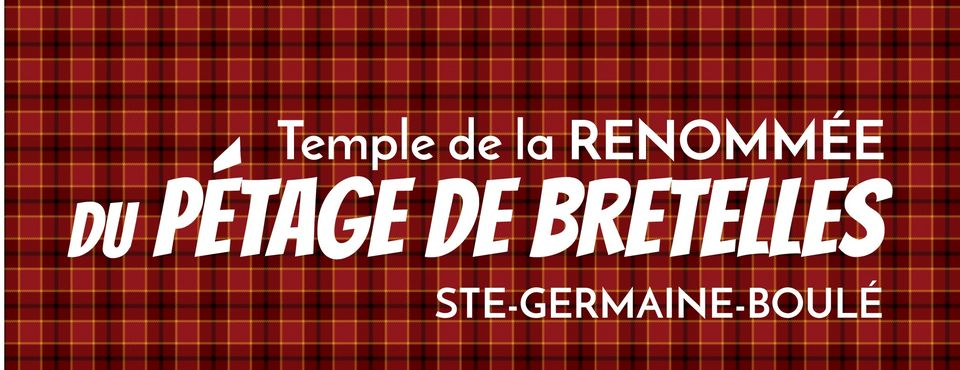 Temple de la RENOMMÉE
DU PÉTAGE DE BRETELLES
STE-GERMAINE-BOULÉ